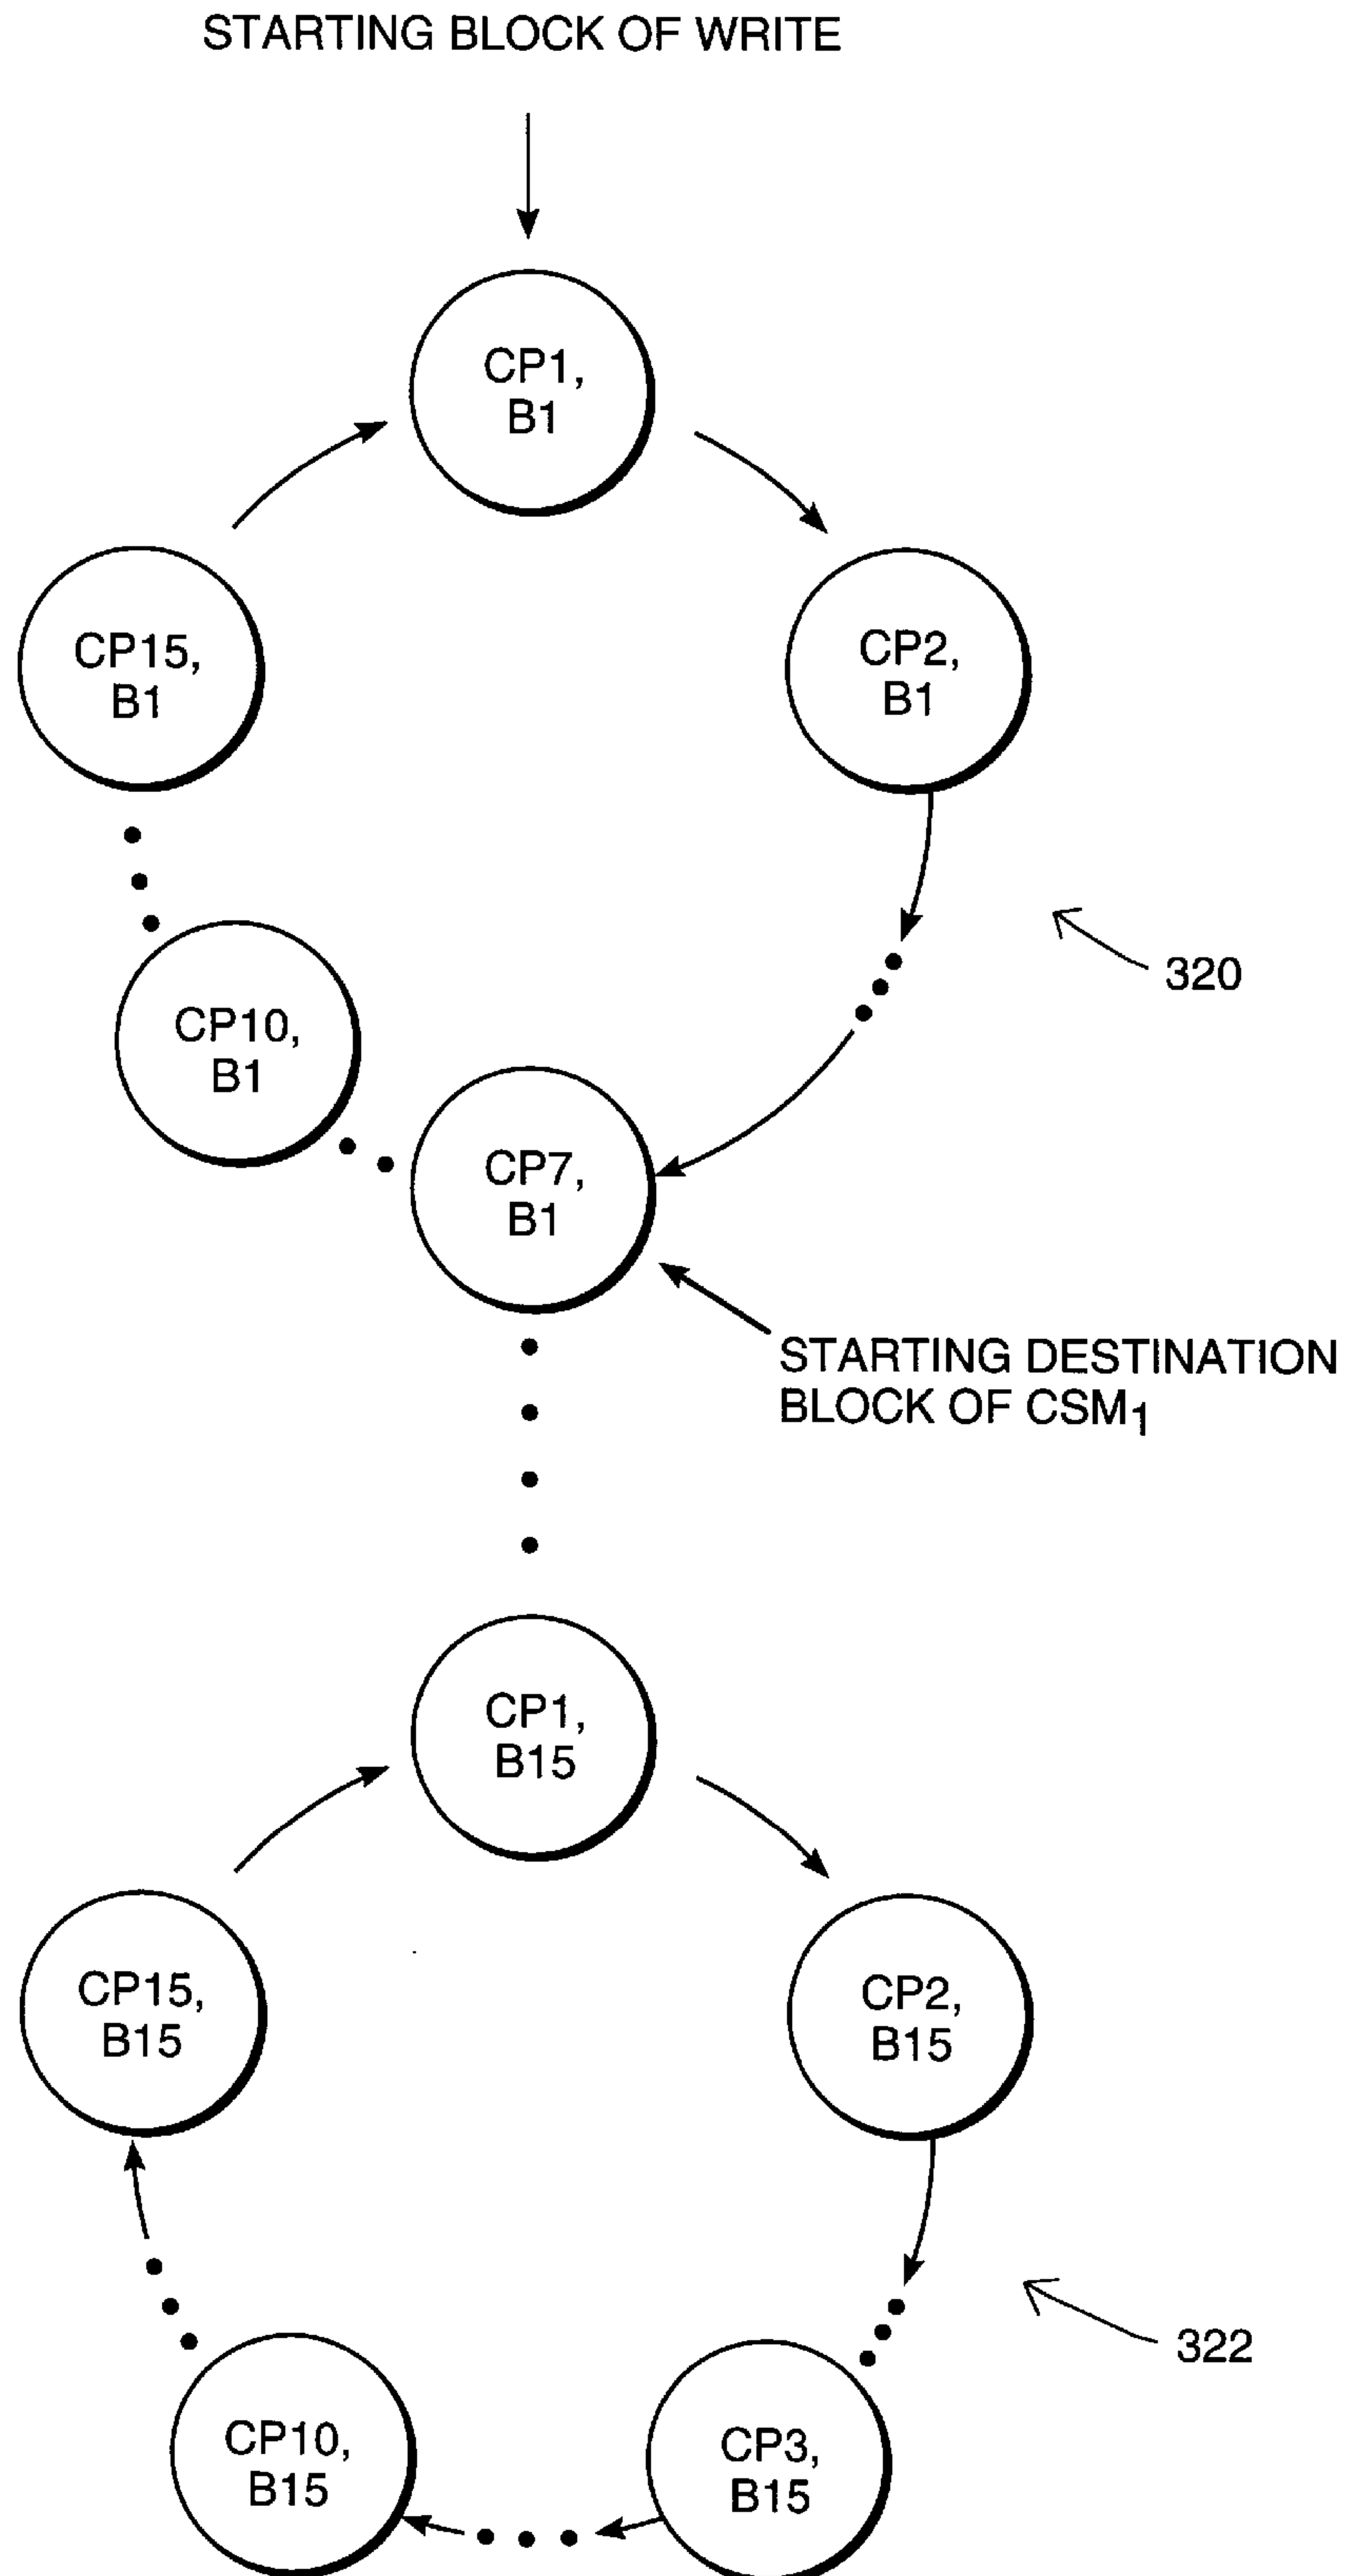 STARTING BLOCK OF WRITE
CP1,
B1
CP15,
B1
CP2,
B1
320
CP10,
B1
CP7,
B1
STARTING DESTINATION
BLOCK OF CSM1
CP1,
B15
CP15,
B15
CP2,
B15
322
CP10,
B15
CP3,
B15